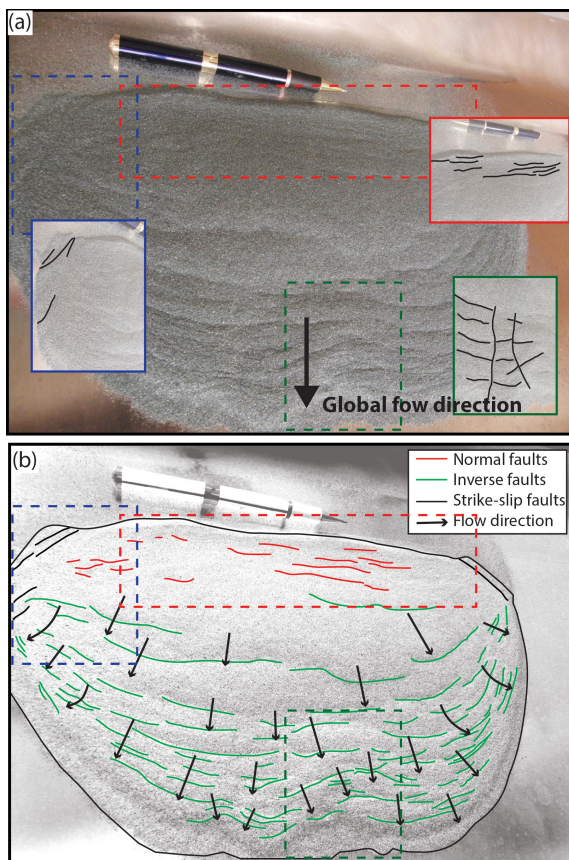 (a)
Global fow direction
(b)
Normal faults
Inverse faults
Strike-slip faults
Flow direction